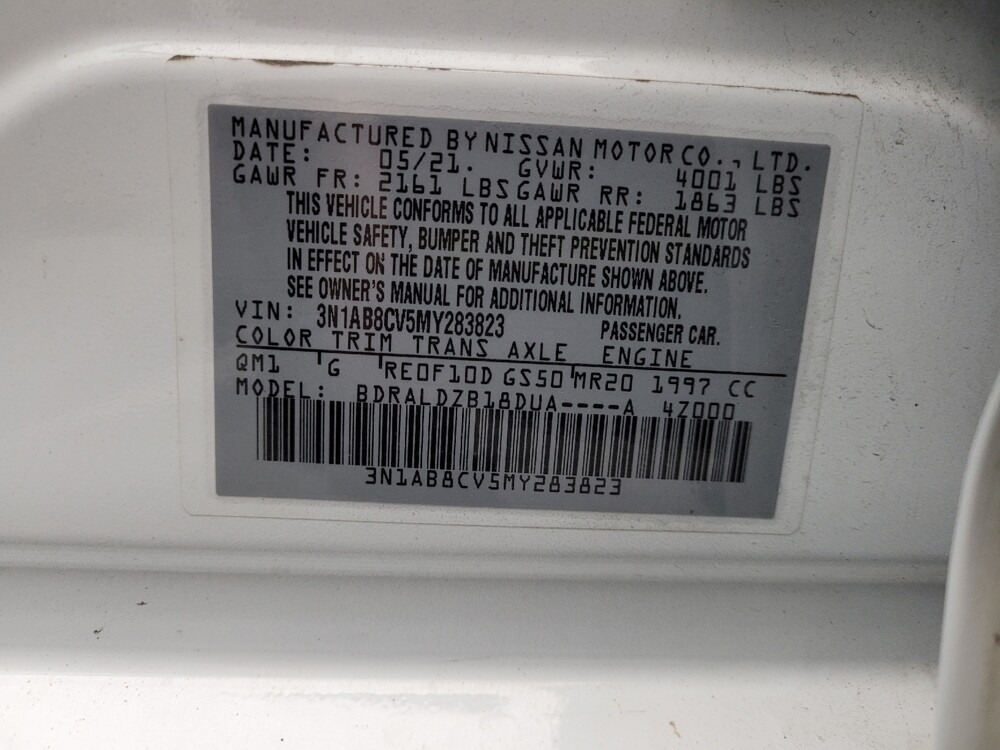 MANUFACTURED BY NISSAN MOTOR CO., LTD.
DATE: 05/21. GVWR: 4001 LBS
GAWR FR: 2161 LBS GAWR RR: 1863 LBS
THIS VEHICLE CONFORMS TO ALL APPLICABLE FEDERAL MOTOR
VEHICLE SAFETY, BUMPER AND THEFT PREVENTION STANDARDS
IN EFFECT ON THE DATE OF MANUFACTURE SHOWN ABOVE.
SEE OWNER'S MANUAL FOR ADDITIONAL INFORMATION.
VIN: 3N1AB8CV5MY283823 PASSENGER CAR.
COLOR TRIM TRANS AXLE ENGINE
QM1 G RE0F10D GS50 MR20 1997 CC
MODEL: BDRALDZB18DUA----A 4Z000
3N1AB8CV5MY283823